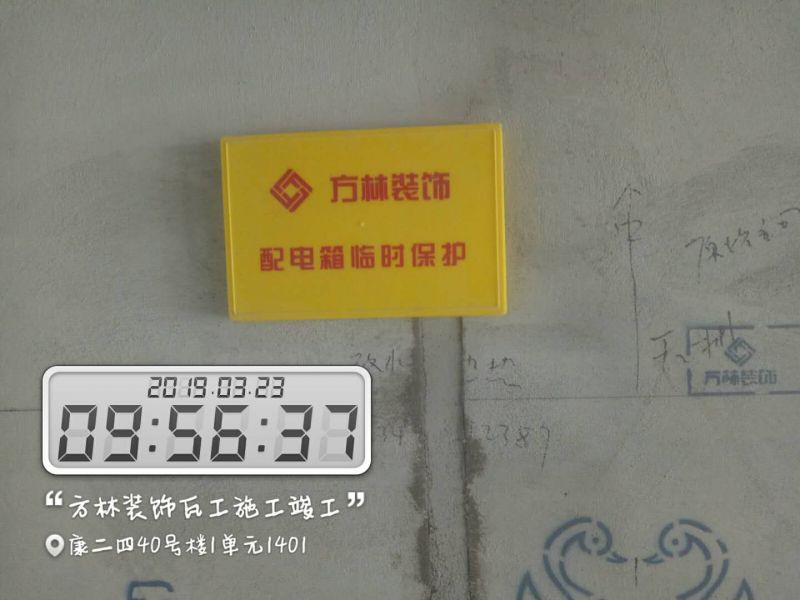 方林装饰
配电箱临时保护
中
方林装饰
2019.03.23
09:56:37
“方林装饰瓦工施工竣工”
康二四40号楼1单元1401